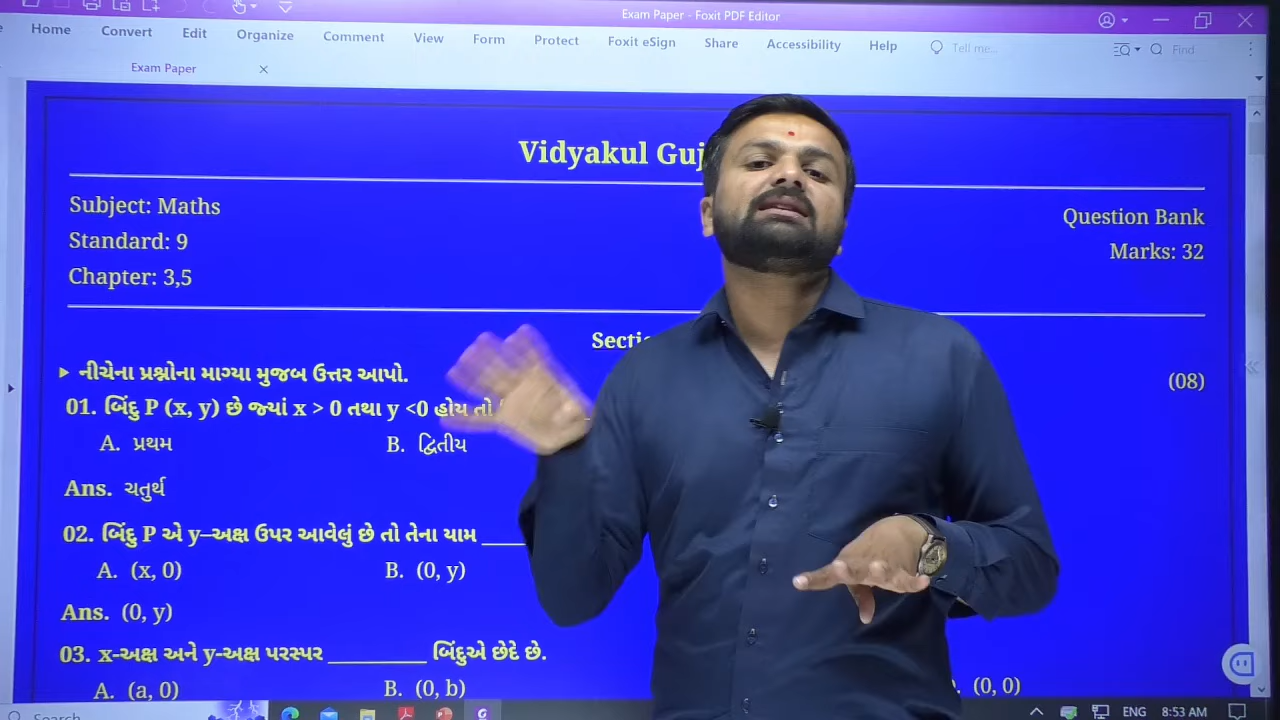 Exam Paper - Foxit PDF Editor
Home Convert Edit Organize Comment View Form Protect Foxit eSign Share Accessibility Help Tell me... Find
Exam Paper
Vidyakul Guj
Subject: Maths
Question Bank
Standard: 9
Marks: 32
Chapter: 3,5
Sectio
નીચેના પ્રશ્નોના માગ્યા મુજબ ઉત્તર આપો. (08)
01. બિંદુ P (x, y) છે જ્યાં x > 0 તથા y <0 હોય તો
A. પ્રથમ B. દ્વિતીય
Ans. ચતુર્થ
02. બિંદુ P એ y–અક્ષ ઉપર આવેલું છે તો તેના યામ ____
A. (x, 0) B. (0, y)
Ans. (0, y)
03. x-અક્ષ અને y-અક્ષ પરસ્પર ________ બિંદુએ છેદે છે.
A. (a, 0) B. (0, b) . (0, 0)
Search ENG 8:53 AM